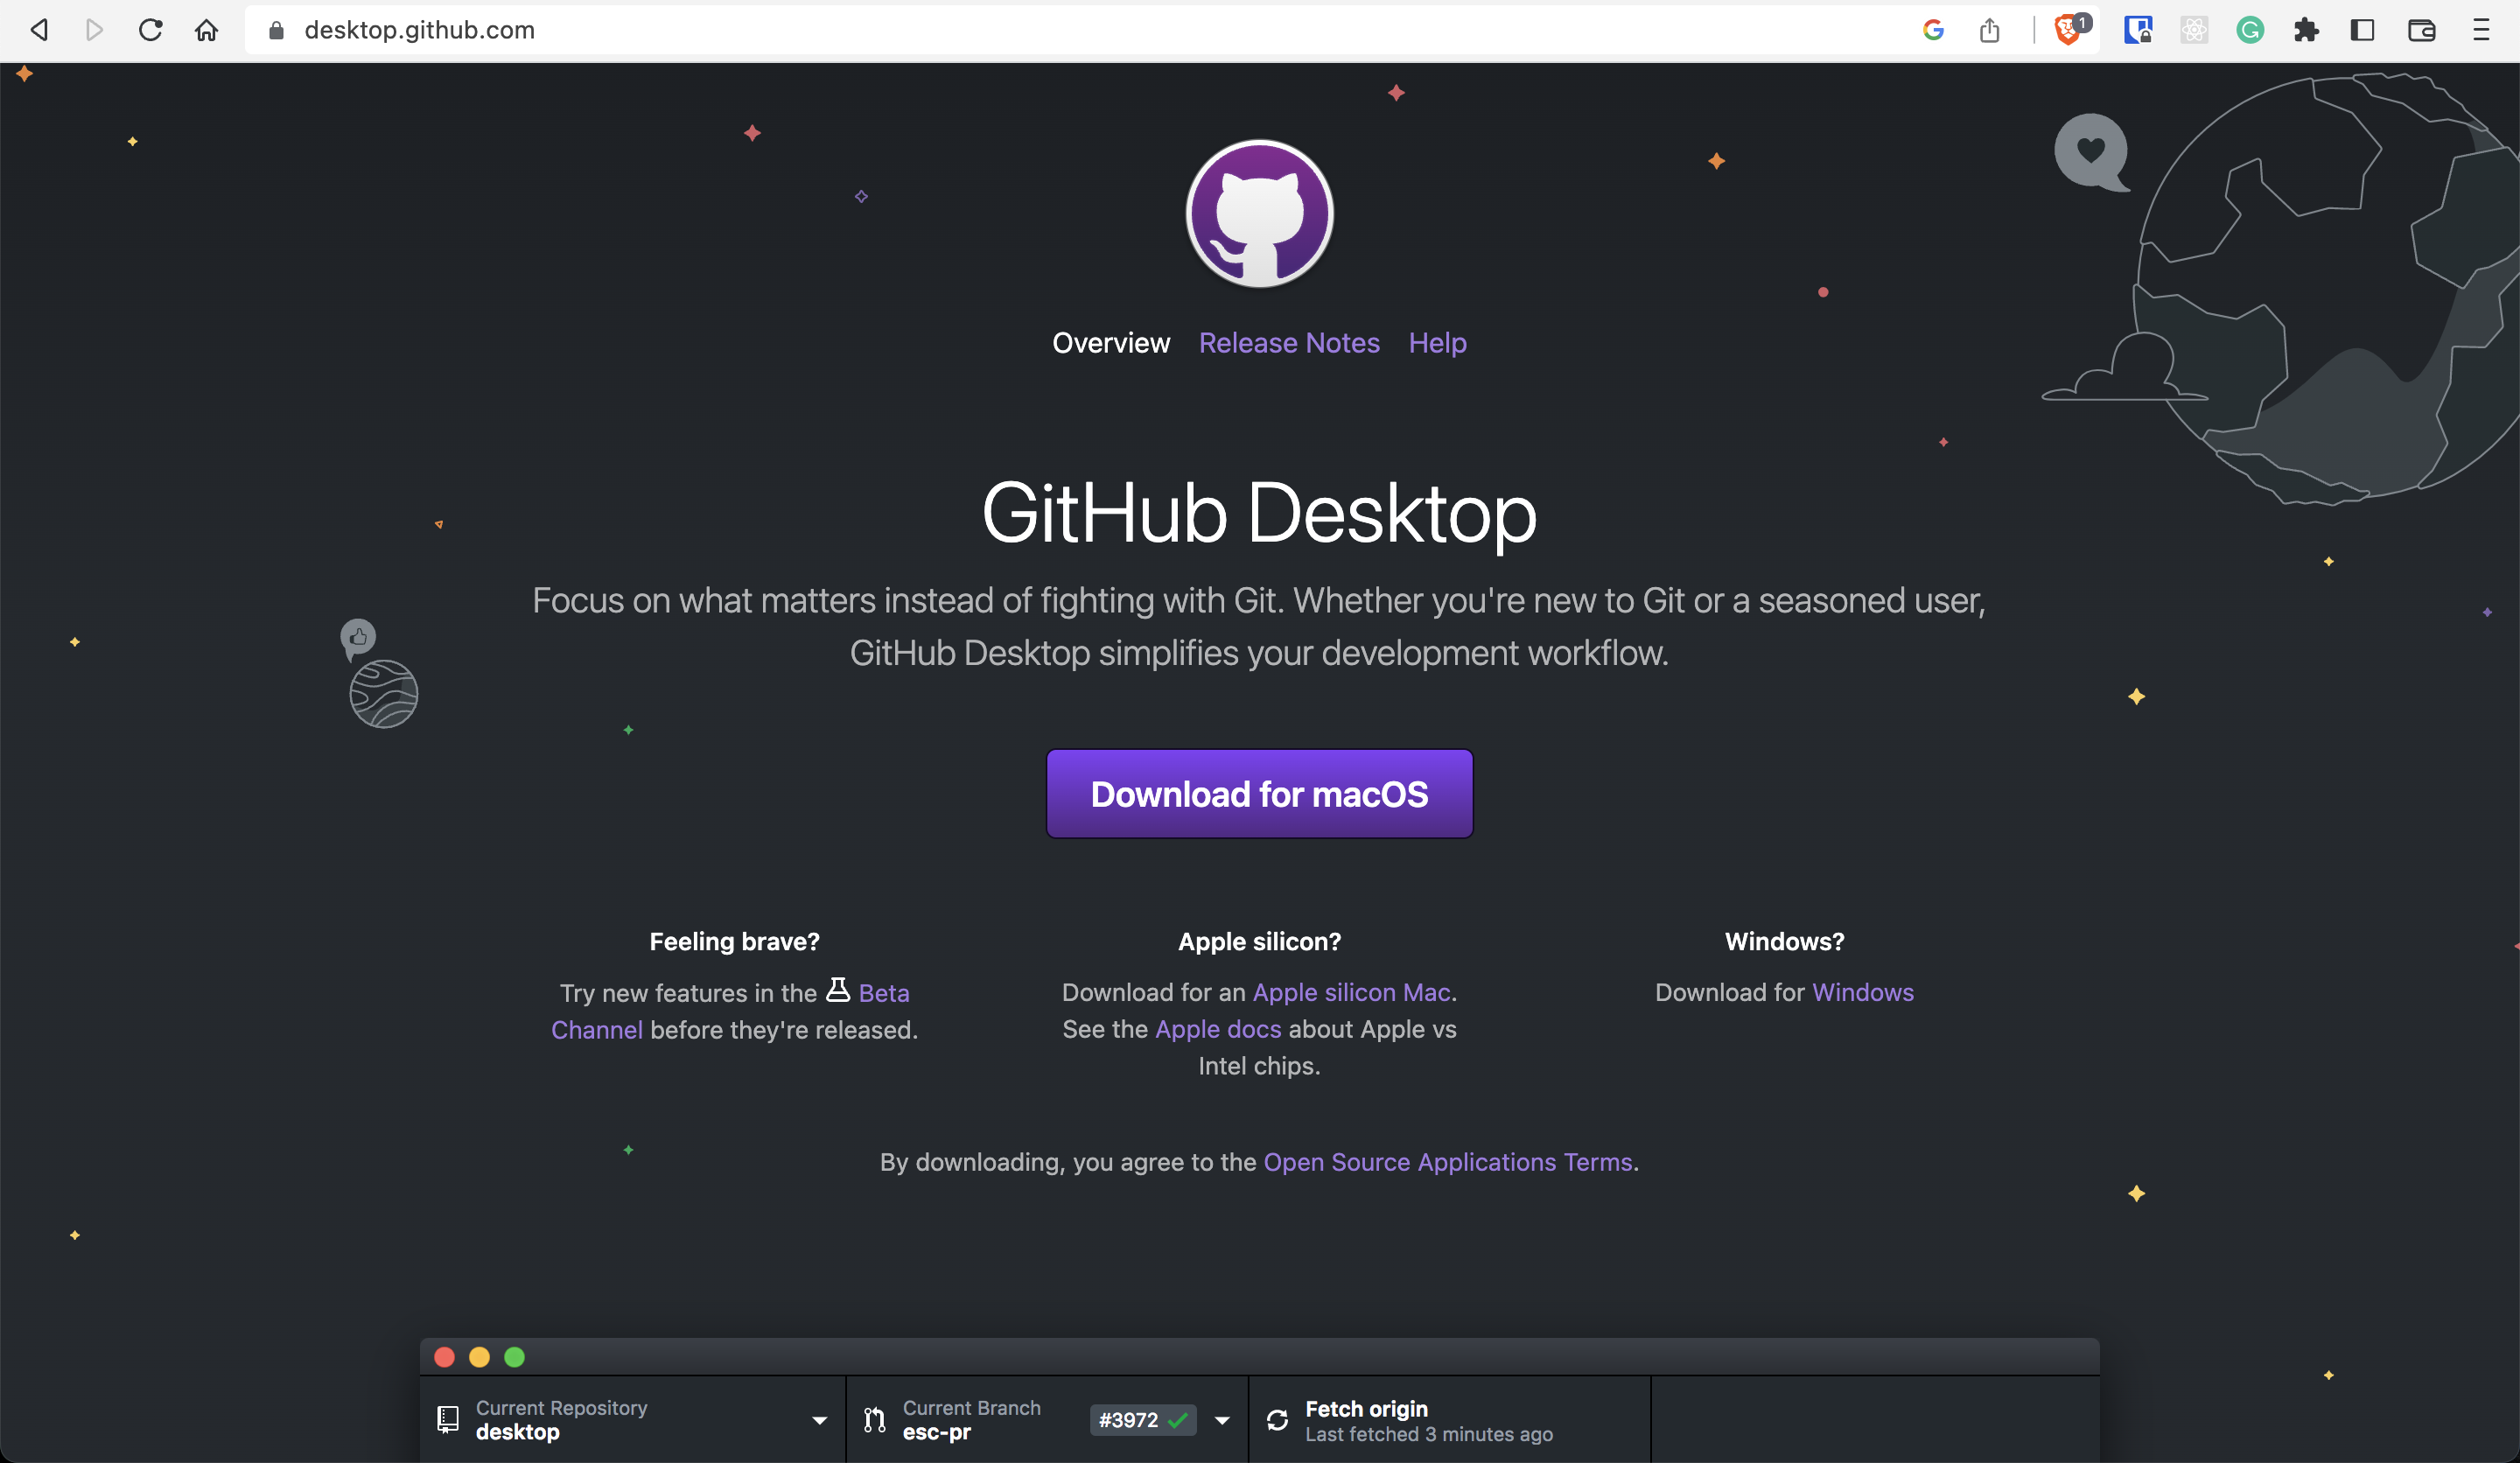 desktop.github.com
1
Overview Release Notes Help
GitHub Desktop
Focus on what matters instead of fighting with Git. Whether you're new to Git or a seasoned user,
GitHub Desktop simplifies your development workflow.
Download for macOS
Feeling brave?
Try new features in the Beta
Channel before they're released.
Apple silicon?
Download for an Apple silicon Mac.
See the Apple docs about Apple vs
Intel chips.
Windows?
Download for Windows
By downloading, you agree to the Open Source Applications Terms.
Current Repository
desktop
Current Branch
esc-pr
#3972
Fetch origin
Last fetched 3 minutes ago